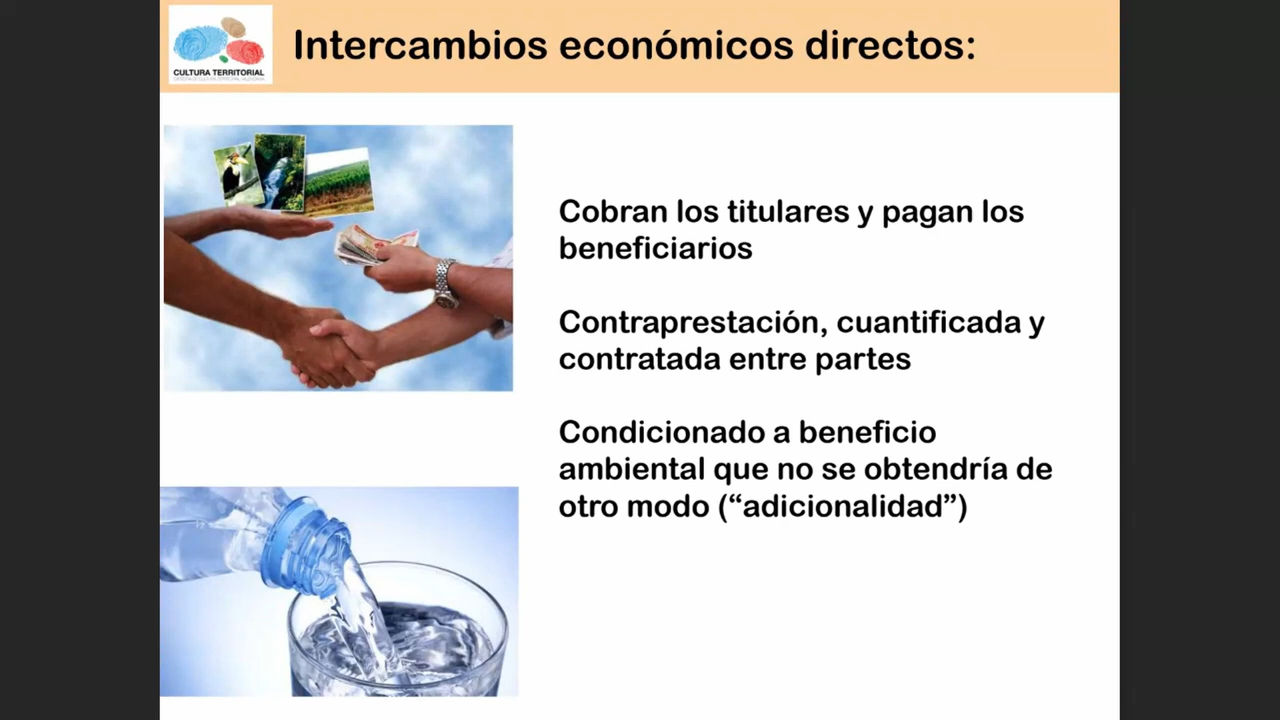 Intercambios económicos directos:
CULTURA TERRITORIAL
Cobran los titulares y pagan los
beneficiarios
Contraprestación, cuantificada y
contratada entre partes
Condicionado a beneficio
ambiental que no se obtendría de
otro modo (“adicionalidad”)